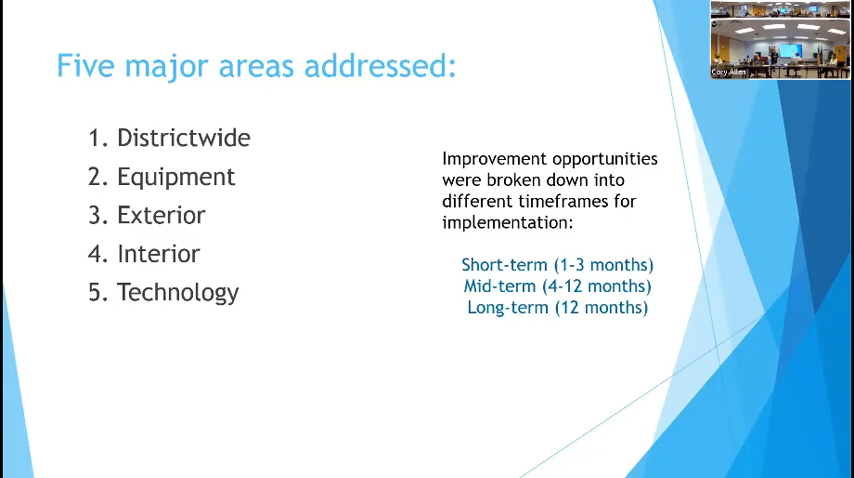 Five major areas addressed:
1. Districtwide
2. Equipment
3. Exterior
4. Interior
5. Technology
Improvement opportunities
were broken down into
different timeframes for
implementation:
Short-term (1-3 months)
Mid-term (4-12 months)
Long-term (12 months)
Cory Allen